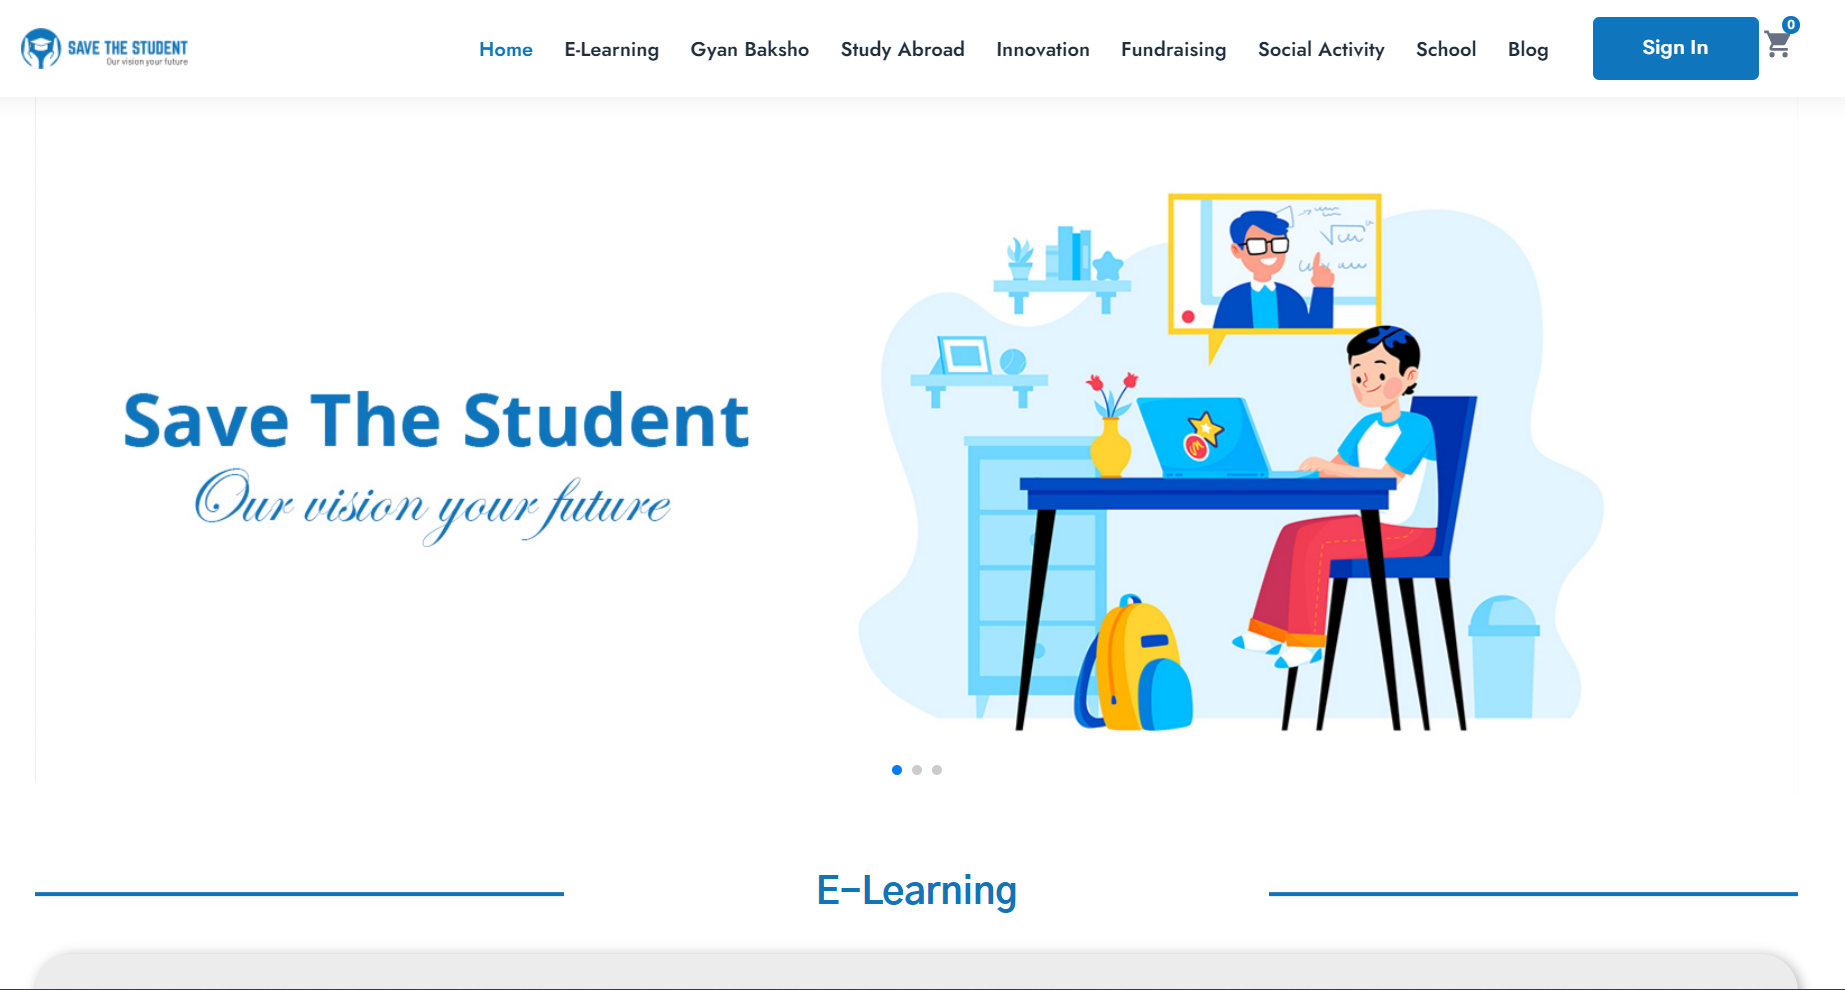 SAVE THE STUDENT
Our vision your future
Home E-Learning Gyan Baksho Study Abroad Innovation Fundraising Social Activity School Blog Sign In 0
Save The Student
Our vision your future
E-Learning